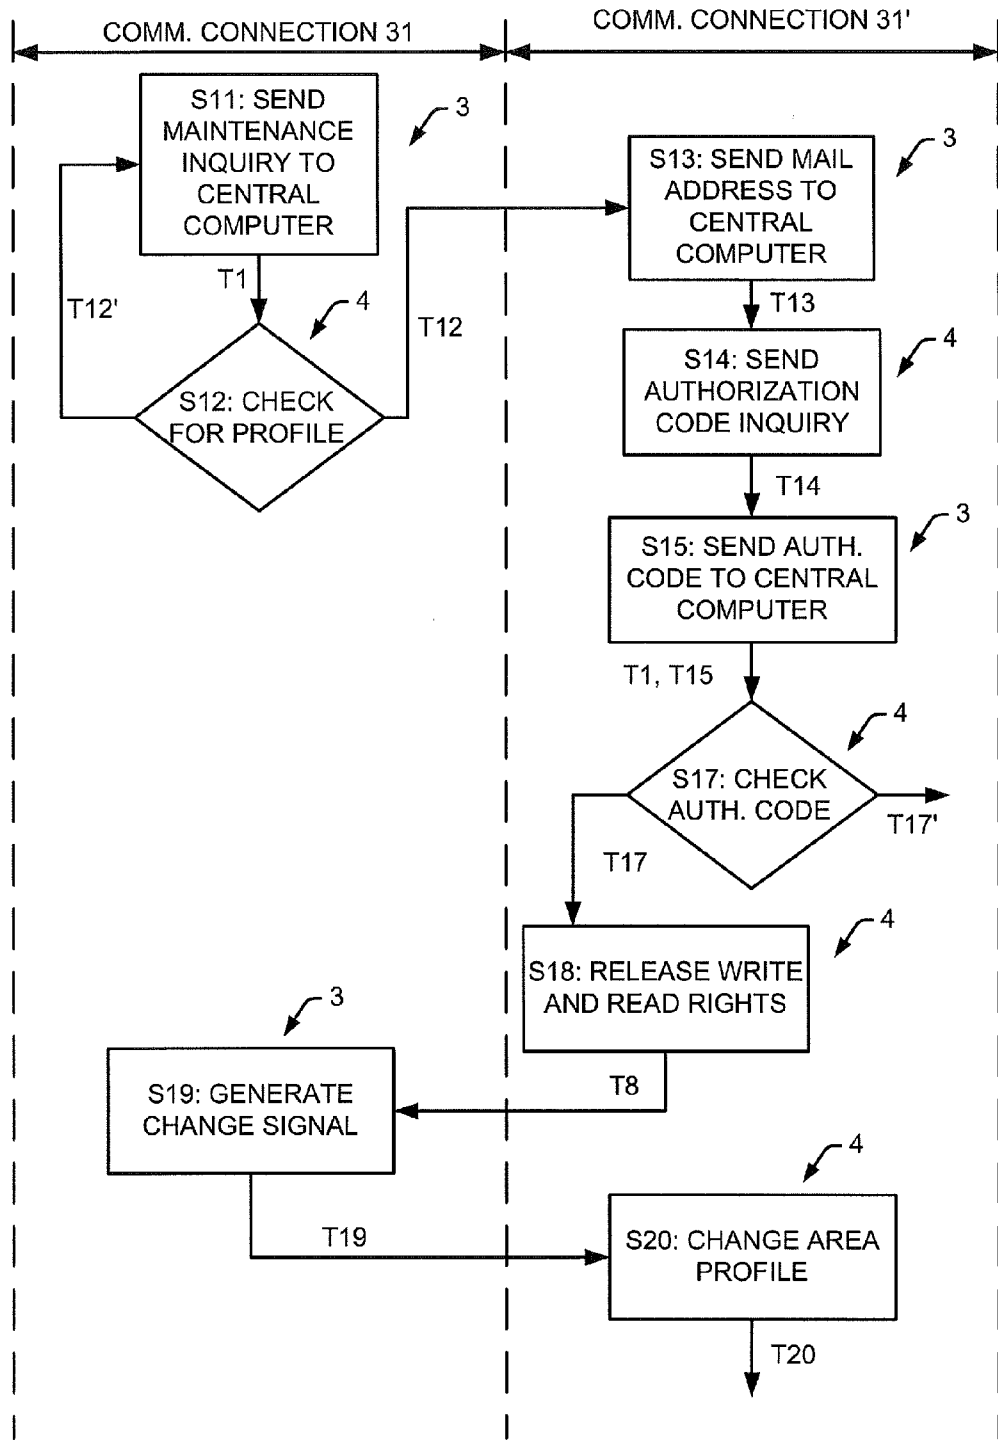 COMM. CONNECTION 31
COMM. CONNECTION 31'
S11: SEND
MAINTENANCE
INQUIRY TO
CENTRAL
COMPUTER
3
S13: SEND MAIL
ADDRESS TO
CENTRAL
COMPUTER
3
T12'
T1
4
T12
T13
S12: CHECK
FOR PROFILE
S14: SEND
AUTHORIZATION
CODE INQUIRY
4
T14
S15: SEND AUTH.
CODE TO CENTRAL
COMPUTER
3
T1, T15
4
S17: CHECK
AUTH. CODE
T17'
T17
4
S18: RELEASE WRITE
AND READ RIGHTS
3
T8
S19: GENERATE
CHANGE SIGNAL
4
T19
S20: CHANGE AREA
PROFILE
T20